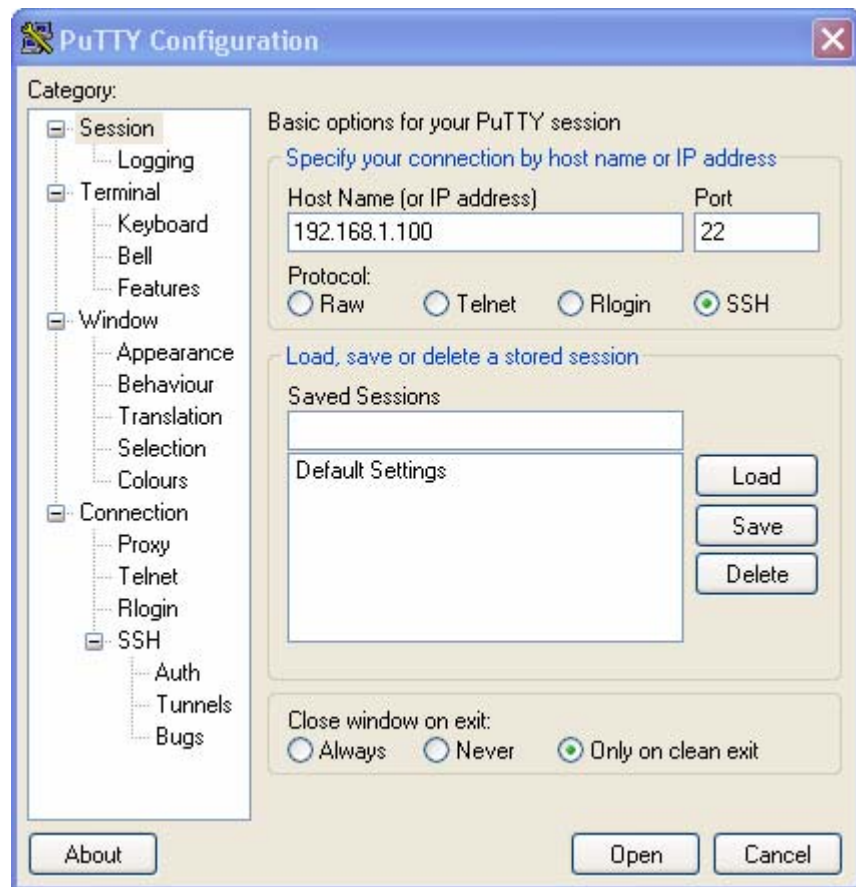 PuTTY Configuration
Category:
Session
Logging
Terminal
Keyboard
Bell
Features
Window
Appearance
Behaviour
Translation
Selection
Colours
Connection
Proxy
Telnet
Rlogin
SSH
Auth
Tunnels
Bugs
Basic options for your PuTTY session
Specify your connection by host name or IP address
Host Name (or IP address) Port
192.168.1.100 22
Protocol:
Raw Telnet Rlogin SSH
Load, save or delete a stored session
Saved Sessions
Default Settings
Load
Save
Delete
Close window on exit:
Always Never Only on clean exit
About Open Cancel